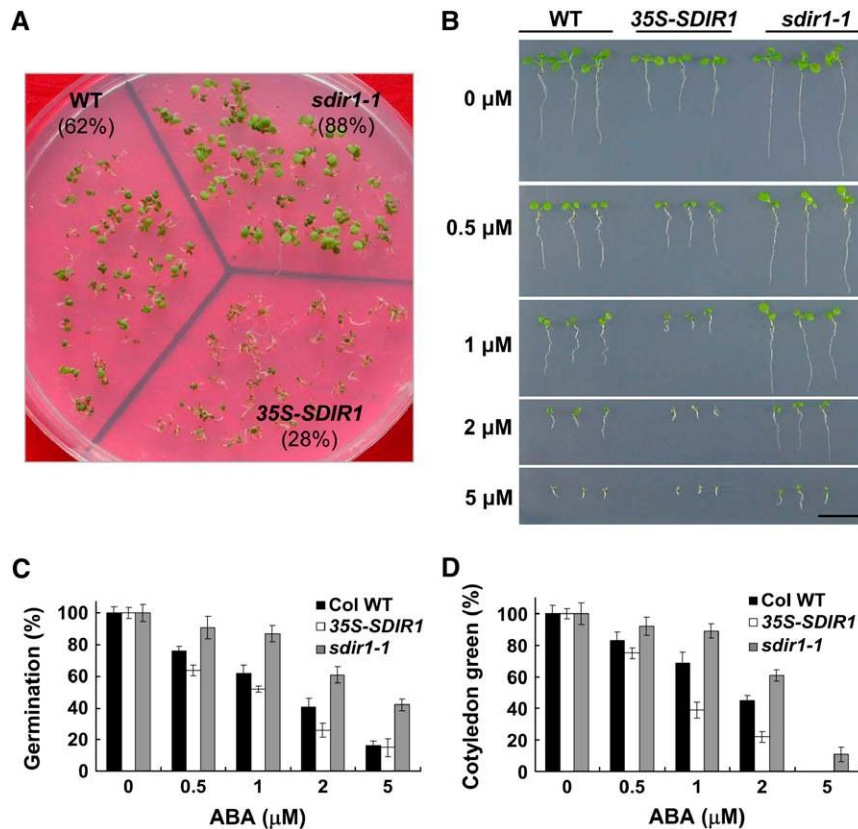 A
WT
(62%)
sdir1-1
(88%)
35S-SDIR1
(28%)
B
WT 35S-SDIR1 sdir1-1
0 µM
0.5 µM
1 µM
2 µM
5 µM
C
Germination (%)
120
100
80
60
40
20
0
Col WT
35S-SDIR1
sdir1-1
0 0.5 1 2 5
ABA (µM)
D
Cotyledon green (%)
120
100
80
60
40
20
0
Col WT
35S-SDIR1
sdir1-1
0 0.5 1 2 5
ABA (µM)